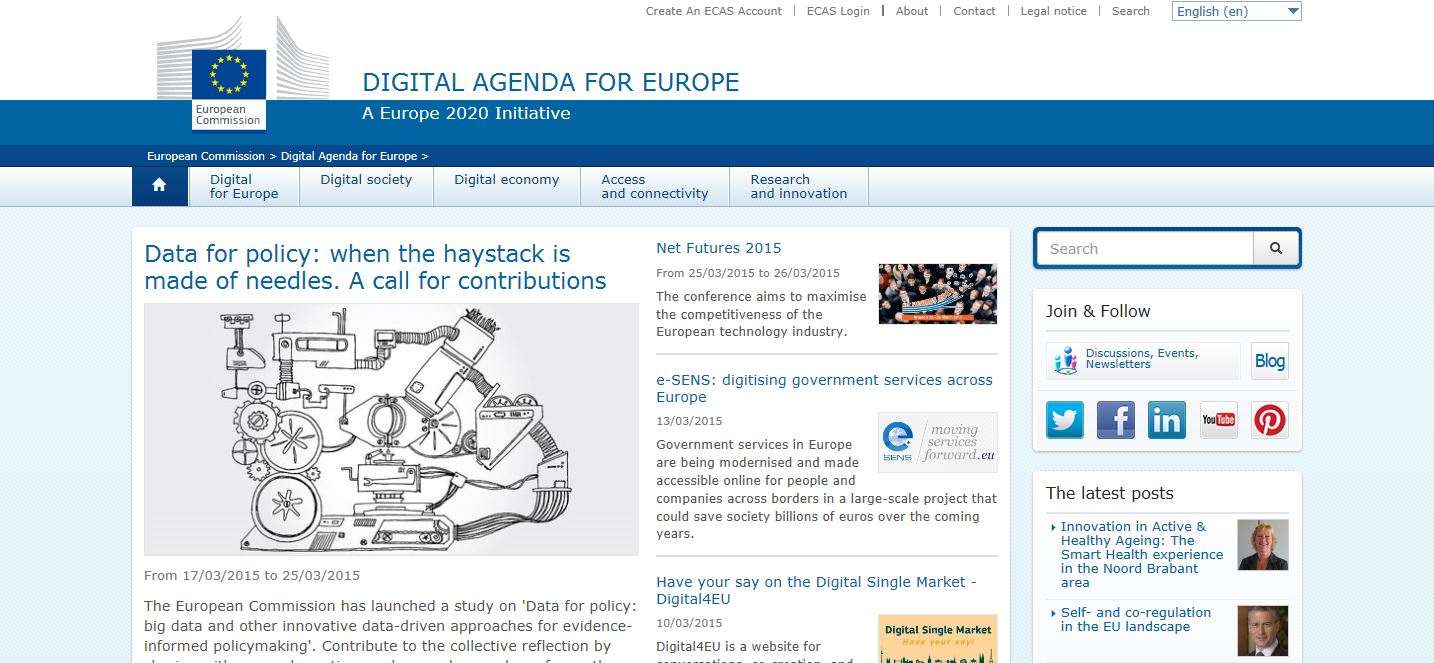 Create An ECAS Account
ECAS Login
About
Contact
Legal notice
Search
English (en)
European
Commission
DIGITAL AGENDA FOR EUROPE
A Europe 2020 Initiative
European Commission > Digital Agenda for Europe >
Digital
for Europe
Digital society
Digital economy
Access
and connectivity
Research
and innovation
Data for policy: when the haystack is
made of needles. A call for contributions
From 17/03/2015 to 25/03/2015
The European Commission has launched a study on 'Data for policy:
big data and other innovative data-driven approaches for evidence-
informed policymaking'. Contribute to the collective reflection by
Net Futures 2015
From 25/03/2015 to 26/03/2015
The conference aims to maximise
the competitiveness of the
European technology industry.
e-SENS: digitising government services across
Europe
13/03/2015
Government services in Europe
are being modernised and made
accessible online for people and
companies across borders in a large-scale project that
could save society billions of euros over the coming
years.
e
SENS
moving
services
forward.eu
Have your say on the Digital Single Market -
Digital4EU
10/03/2015
Digital4EU is a website for
Digital Single Market
Have your say!
Search
Join & Follow
Discussions, Events,
Newsletters
Blog
f
in
YouTube
The latest posts
Innovation in Active &
Healthy Ageing: The
Smart Health experience
in the Noord Brabant
area
Self- and co-regulation
in the EU landscape